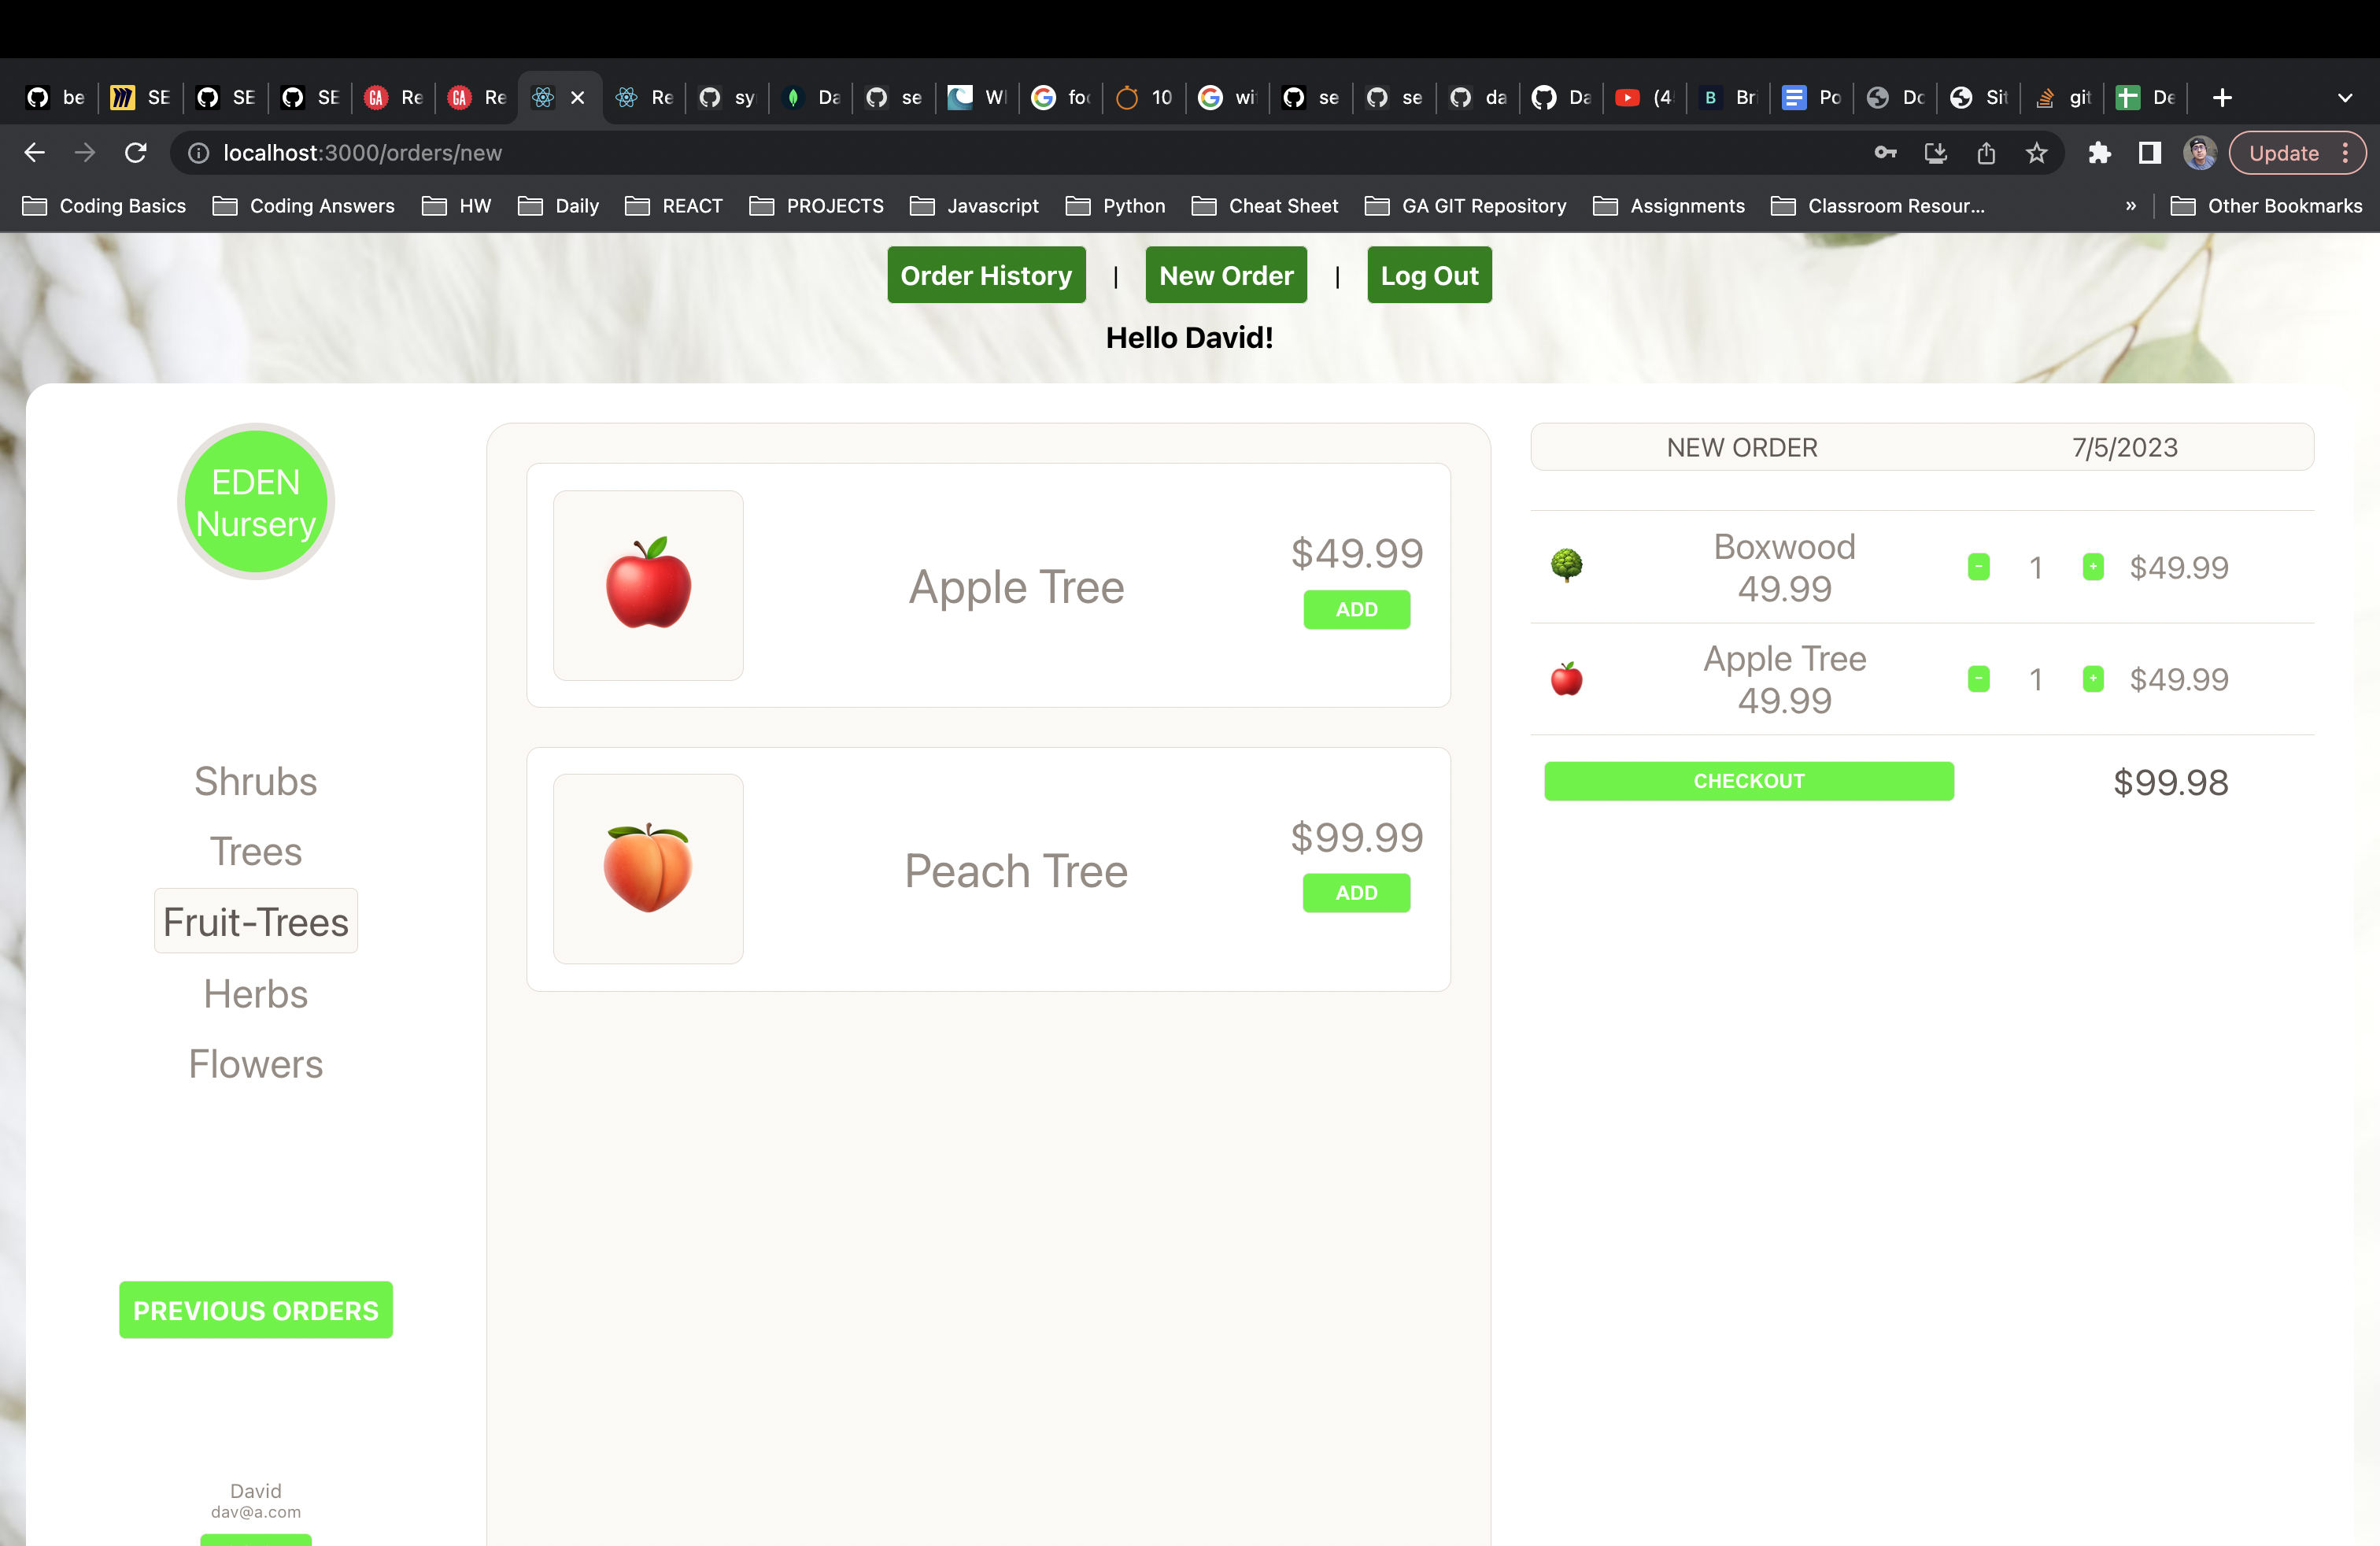 be
SE
SE
SE
Re
Re
Re
sy
Da
se
10
se
se
da
Da
(4
B
Bri
Po
Sit
git
De
localhost:3000/orders/new
Update
Coding Basics
Coding Answers
HW
Daily
REACT
PROJECTS
Javascript
Python
Cheat Sheet
GA GIT Repository
Assignments
Classroom Resour...
»
Other Bookmarks
Order History | New Order | Log Out
Hello David!
EDEN
Nursery
Shrubs
Trees
Fruit-Trees
Herbs
Flowers
PREVIOUS ORDERS
David
dav@a.com
Apple Tree
$49.99
ADD
Peach Tree
$99.99
ADD
NEW ORDER 7/5/2023
Boxwood
49.99
- 1 + $49.99
Apple Tree
49.99
- 1 + $49.99
CHECKOUT $99.98